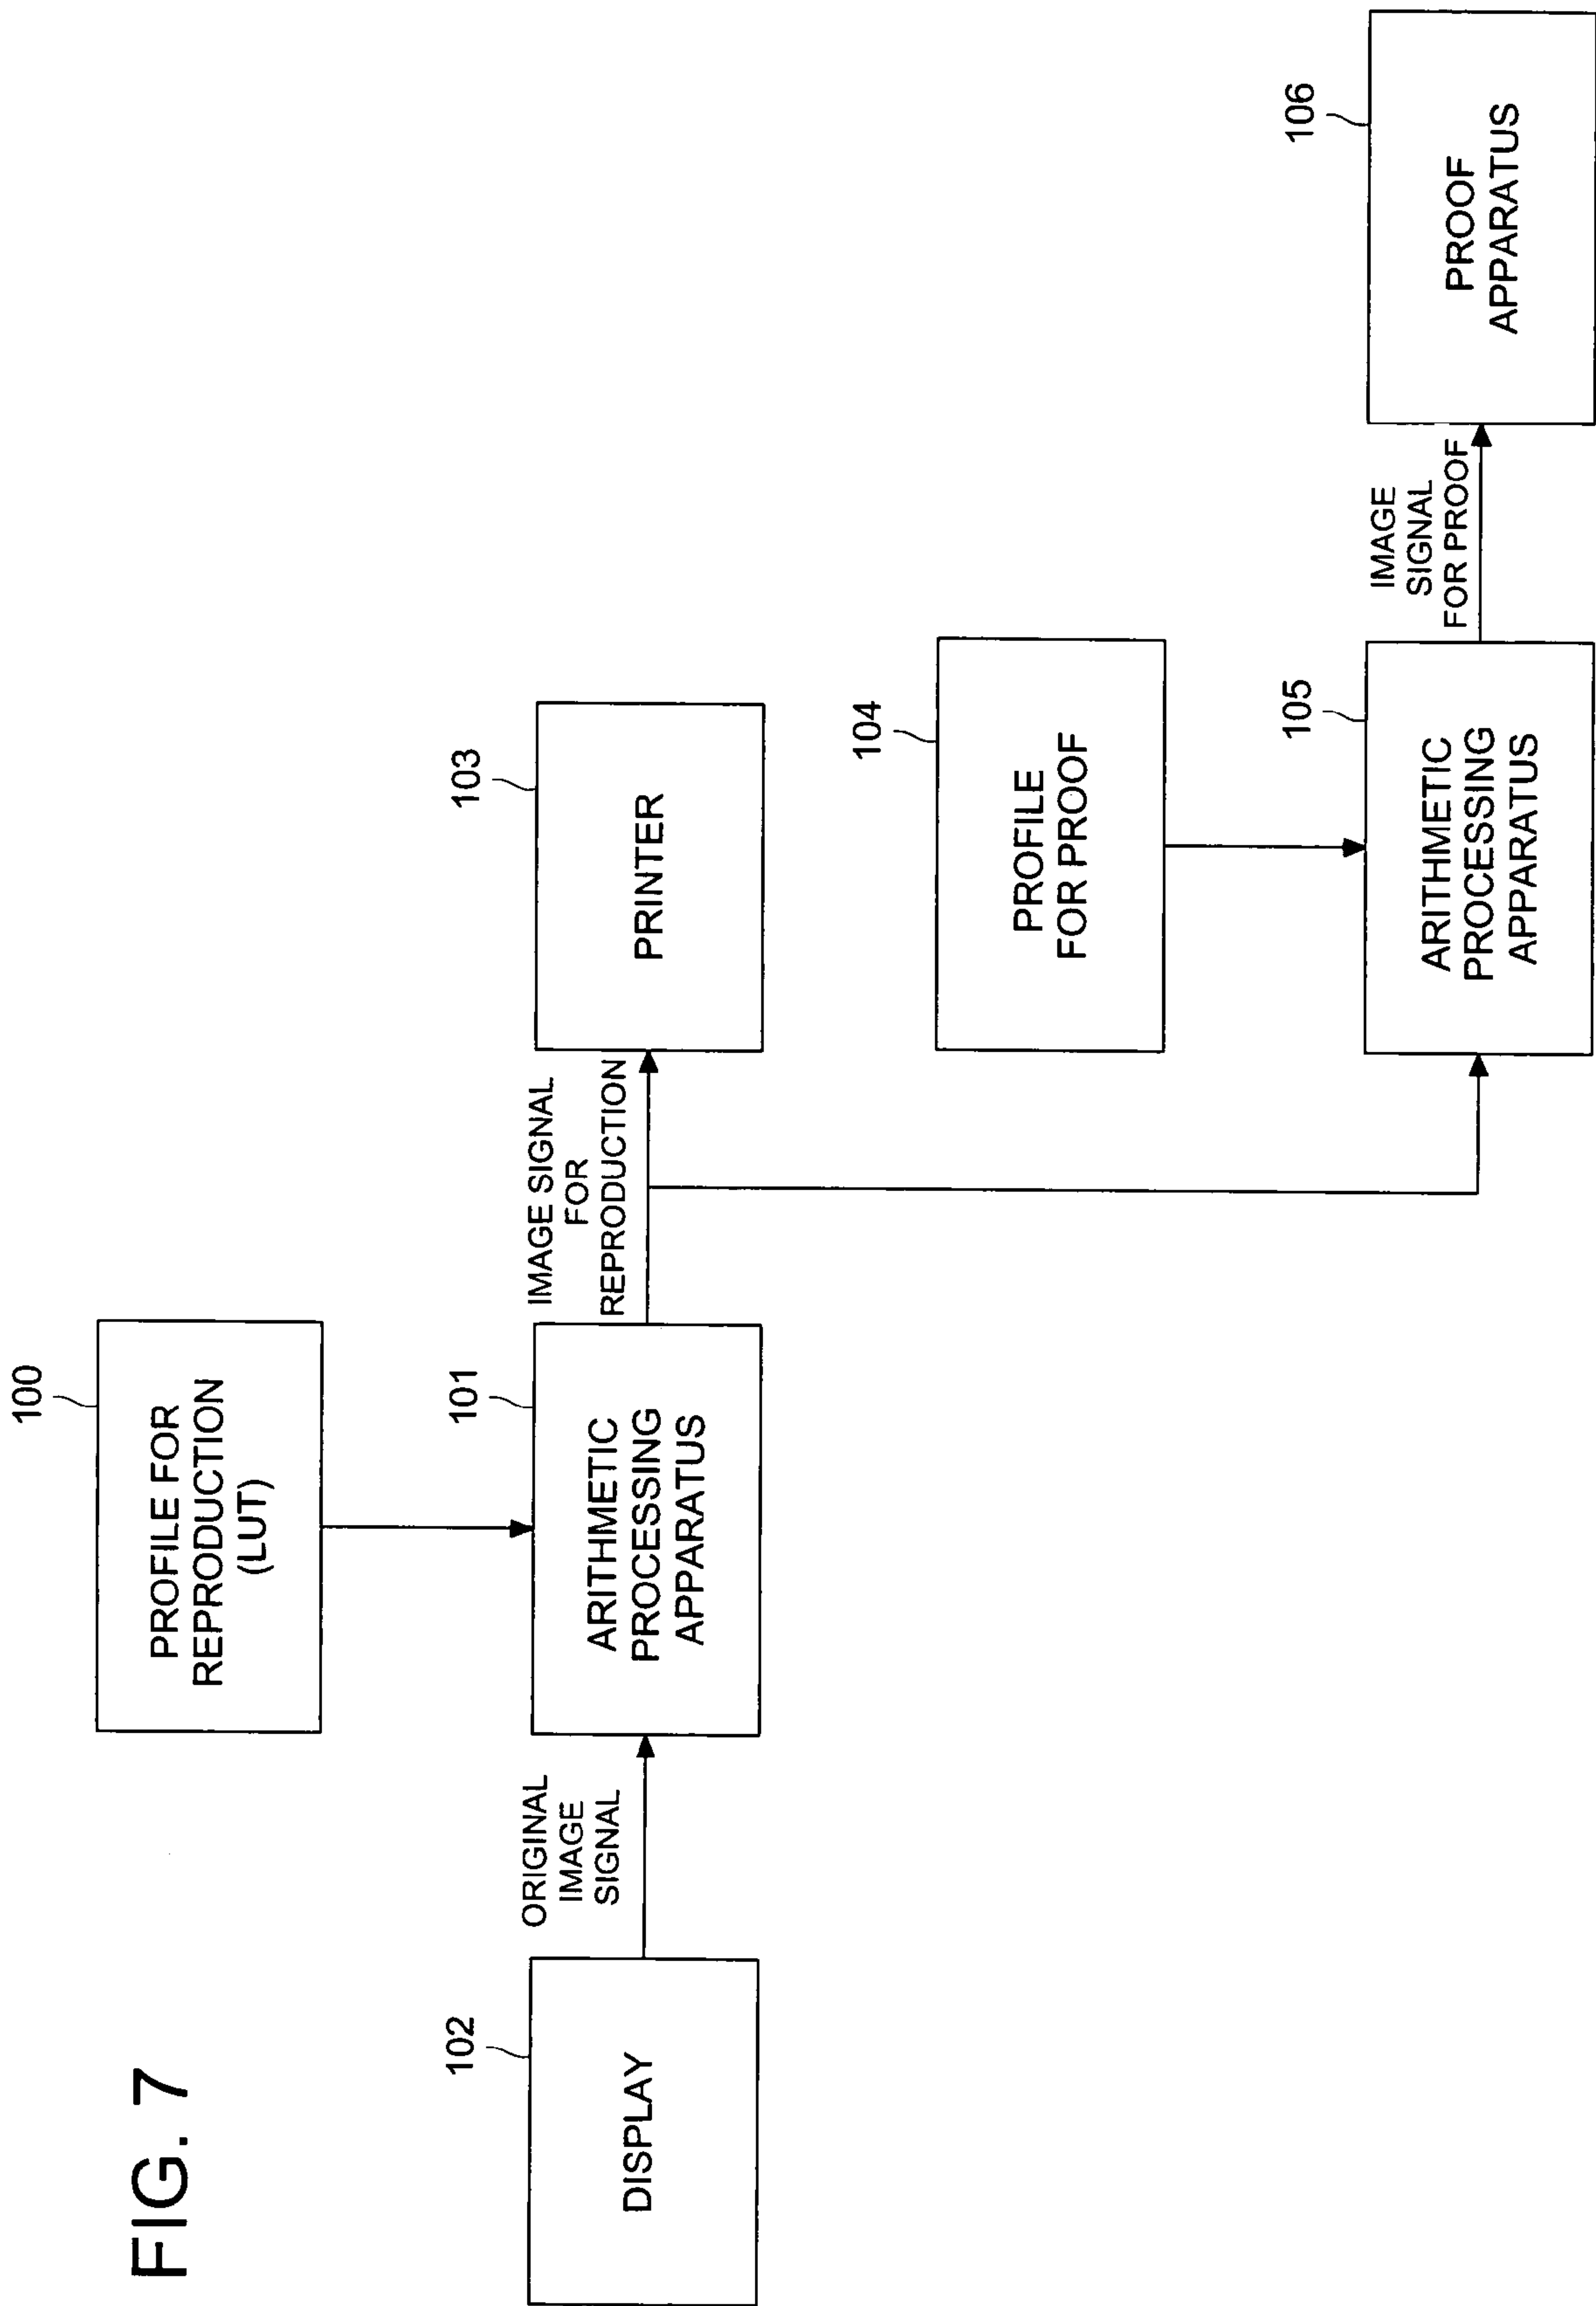 FIG. 7
100
PROFILE FOR
REPRODUCTION
(LUT)
102
DISPLAY
ORIGINAL
IMAGE
SIGNAL
101
ARITHMETIC
PROCESSING
APPARATUS
IMAGE SIGNAL
FOR
REPRODUCTION
103
PRINTER
104
PROFILE
FOR PROOF
105
ARITHMETIC
PROCESSING
APPARATUS
IMAGE
SIGNAL
FOR PROOF
106
PROOF
APPARATUS